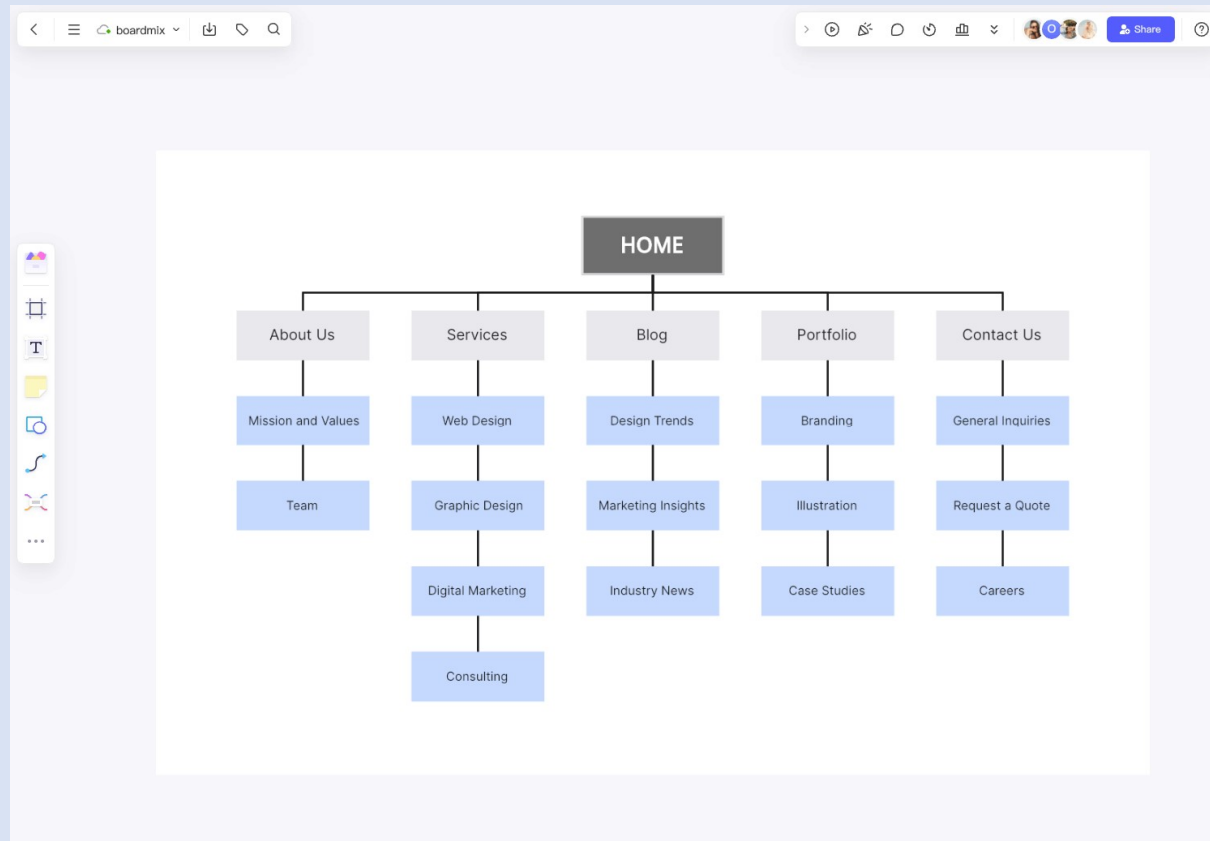 boardmix
Share
HOME
About Us
Services
Blog
Portfolio
Contact Us
Mission and Values
Web Design
Design Trends
Branding
General Inquiries
Team
Graphic Design
Marketing Insights
Illustration
Request a Quote
Digital Marketing
Industry News
Case Studies
Careers
Consulting
T
O